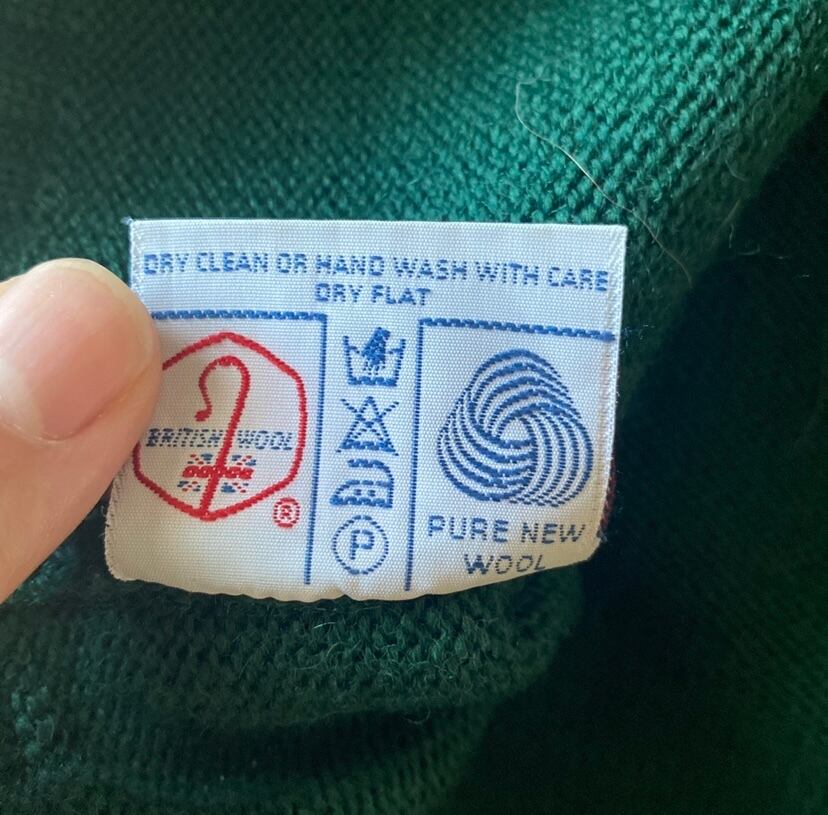 DRY CLEAN OR HAND WASH WITH CARE
DRY FLAT
BRITISH WOOL
®
P
PURE NEW
WOOL